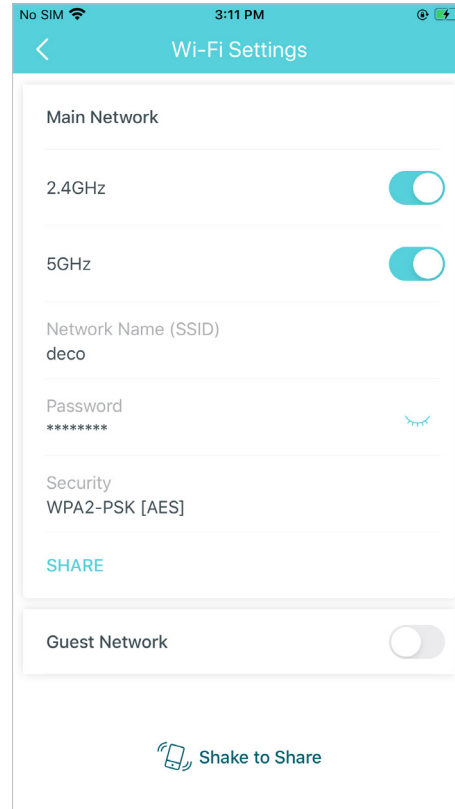 No SIM 3:11 PM
Wi-Fi Settings
Main Network
2.4GHz
5GHz
Network Name (SSID)
deco
Password
********
Security
WPA2-PSK [AES]
SHARE
Guest Network
Shake to Share